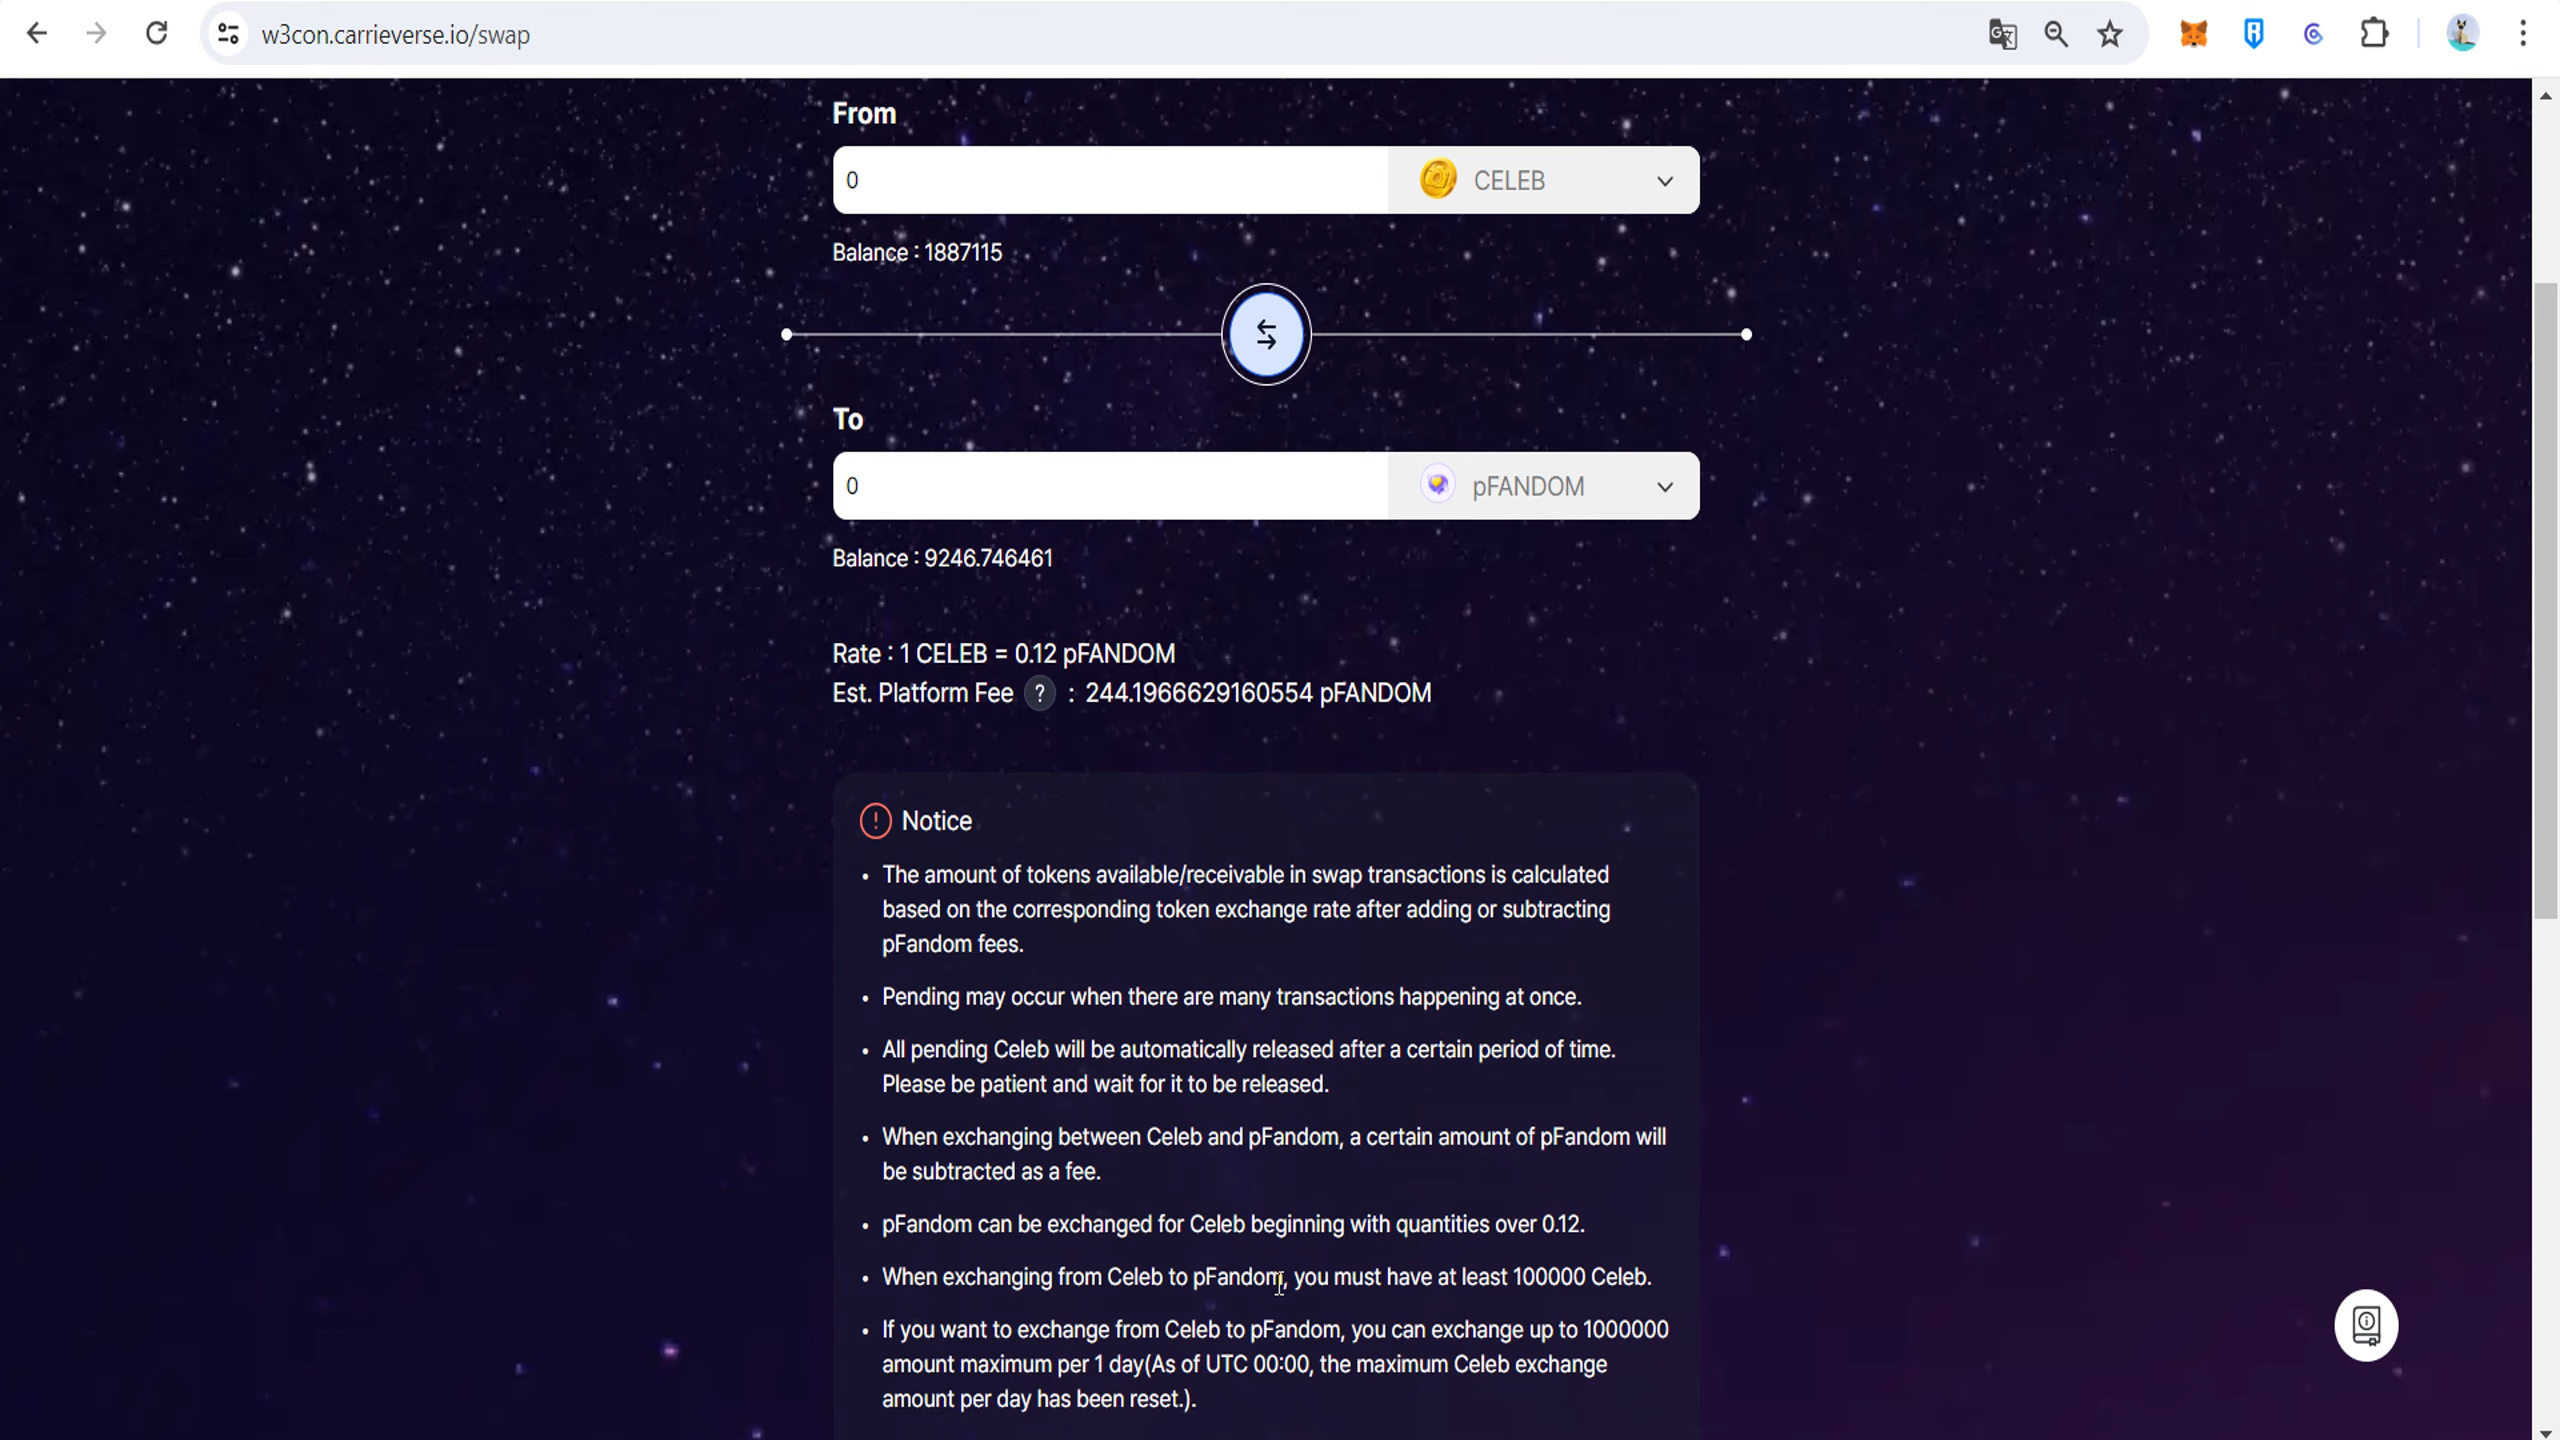 w3con.carrieverse.io/swap
From
0
CELEB
Balance : 1887115
To
0
pFANDOM
Balance : 9246.746461
Rate : 1 CELEB = 0.12 pFANDOM
Est. Platform Fee ? : 244.1966629160554 pFANDOM
! Notice
• The amount of tokens available/receivable in swap transactions is calculated
based on the corresponding token exchange rate after adding or subtracting
pFandom fees.
• Pending may occur when there are many transactions happening at once.
• All pending Celeb will be automatically released after a certain period of time.
Please be patient and wait for it to be released.
• When exchanging between Celeb and pFandom, a certain amount of pFandom will
be subtracted as a fee.
• pFandom can be exchanged for Celeb beginning with quantities over 0.12.
• When exchanging from Celeb to pFandom, you must have at least 100000 Celeb.
• If you want to exchange from Celeb to pFandom, you can exchange up to 1000000
amount maximum per 1 day(As of UTC 00:00, the maximum Celeb exchange
amount per day has been reset.).